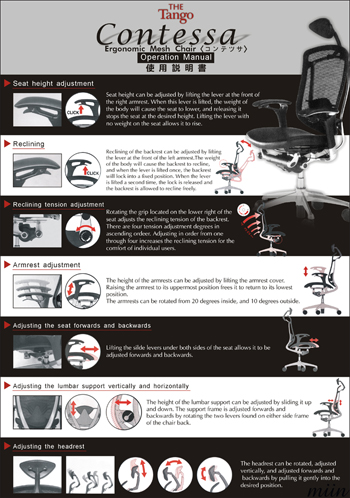 THE
Tango
Contessa
Ergonomic Mesh Chair〈コンテッサ〉
Operation Manual
使用説明書
Seat height adjustment
CLICK
Seat height can be adjusted by lifting the lever at the front of
the right armrest. When this lever is lifted, the weight of
the body will cause the seat to lower, and releasing it
stops the seat at the desired height. Lifting the lever with
no weight on the seat allows it to rise.
Reclining
CLICK
Reclining of the backrest can be adjusted by lifting
the lever at the front of the left armrest.The weight
of the body will cause the backrest to recline,
and when the lever is lifted once, the backrest
will lock into a fixed position. When the lever
is lifted a second time, the lock is released and
the backrest is allowed to recline freely.
Reclining tension adjustment
Rotating the grip located on the lower right of the
seat adjusts the reclining tension of the backrest.
There are four tension adjustment degrees in
ascending ordeer. Adjusting in order from one
through four increases the reclining tension for the
comfort of individual users.
Armrest adjustment
The height of the armrests can be adjusted by lifting the armrest cover.
Raising the armrest to its uppermost position frees it to return to its lowest
position.
The armrests can be rotated from 20 degrees inside, and 10 degrees outside.
Adjusting the seat forwards and backwards
Lifting the silde levers under both sides of the seat allows it to be
adjusted forwards and backwards.
Adjusting the lumbar support vertically and horizontally
The height of the lumbar support can be adjusted by sliding it up
and down. The support frame is adjusted forwards and
backwards by rotating the two levers found on either side frame
of the chair back.
Adjusting the headrest
The headrest can be rotated, adjusted
vertically, and adjusted forwards and
backwards by pulling it gently into the
desired position.